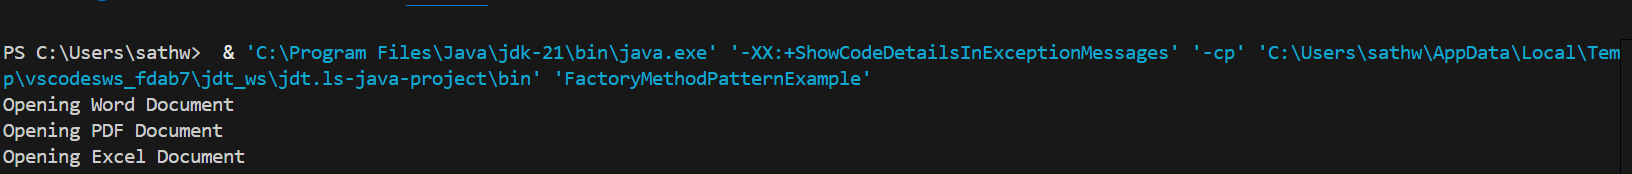 PS C:\Users\sathw>  & 'C:\Program Files\Java\jdk-21\bin\java.exe' '-XX:+ShowCodeDetailsInExceptionMessages' '-cp' 'C:\Users\sathw\AppData\Local\Tem
p\vscodesws_fdab7\jdt_ws\jdt.ls-java-project\bin' 'FactoryMethodPatternExample'
Opening Word Document
Opening PDF Document
Opening Excel Document